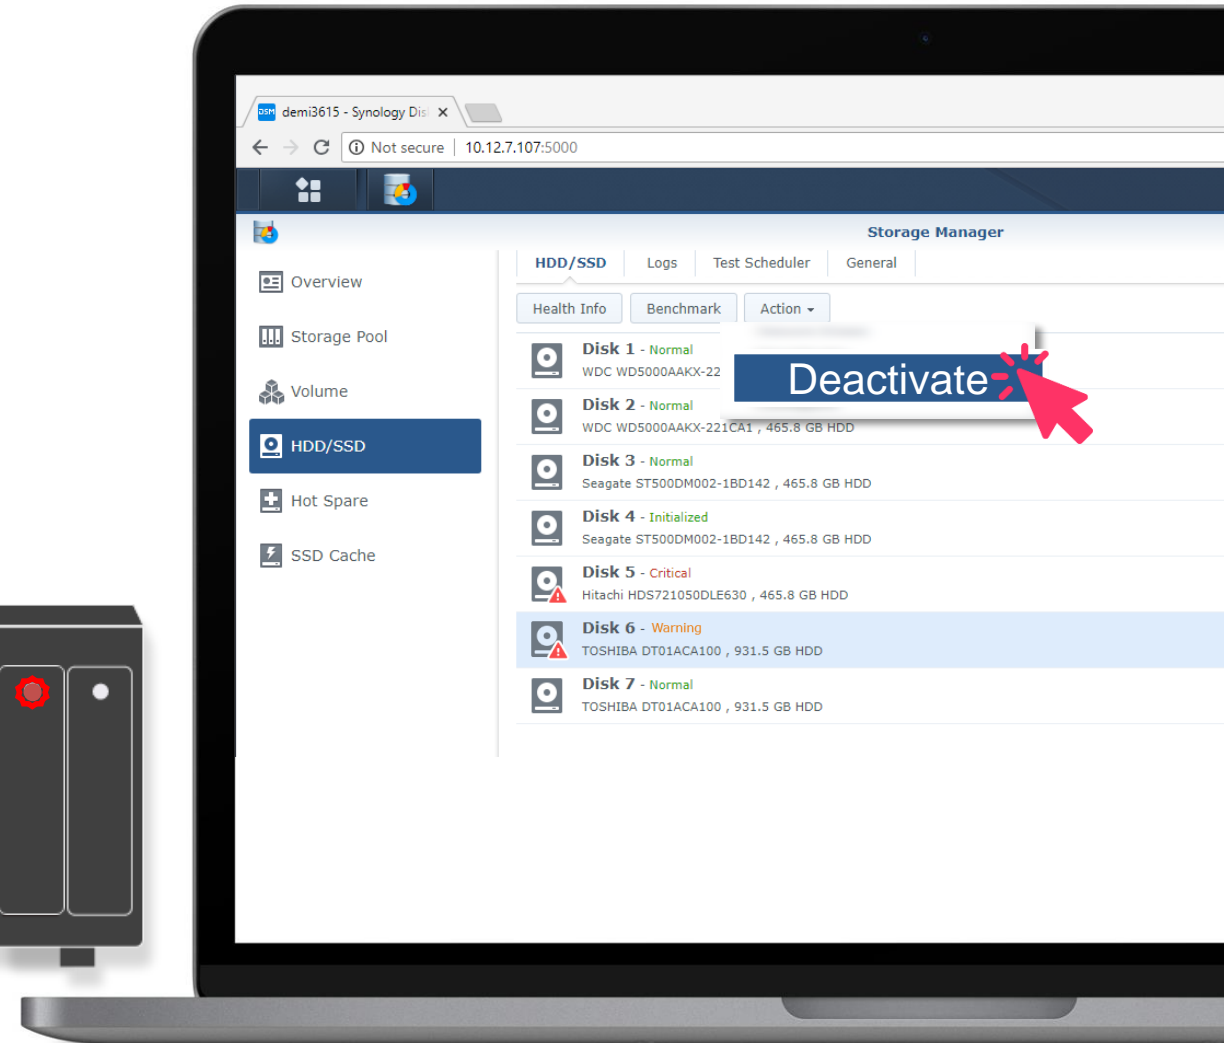 DSM demi3615 - Synology Dis
Not secure 10.12.7.107:5000
Storage Manager
Overview
Storage Pool
Volume
HDD/SSD
Hot Spare
SSD Cache
HDD/SSD Logs Test Scheduler General
Health Info Benchmark Action
Deactivate
Disk 1 - Normal
WDC WD5000AAKX-22
Disk 2 - Normal
WDC WD5000AAKX-221CA1 , 465.8 GB HDD
Disk 3 - Normal
Seagate ST500DM002-1BD142 , 465.8 GB HDD
Disk 4 - Initialized
Seagate ST500DM002-1BD142 , 465.8 GB HDD
Disk 5 - Critical
Hitachi HDS721050DLE630 , 465.8 GB HDD
Disk 6 - Warning
TOSHIBA DT01ACA100 , 931.5 GB HDD
Disk 7 - Normal
TOSHIBA DT01ACA100 , 931.5 GB HDD